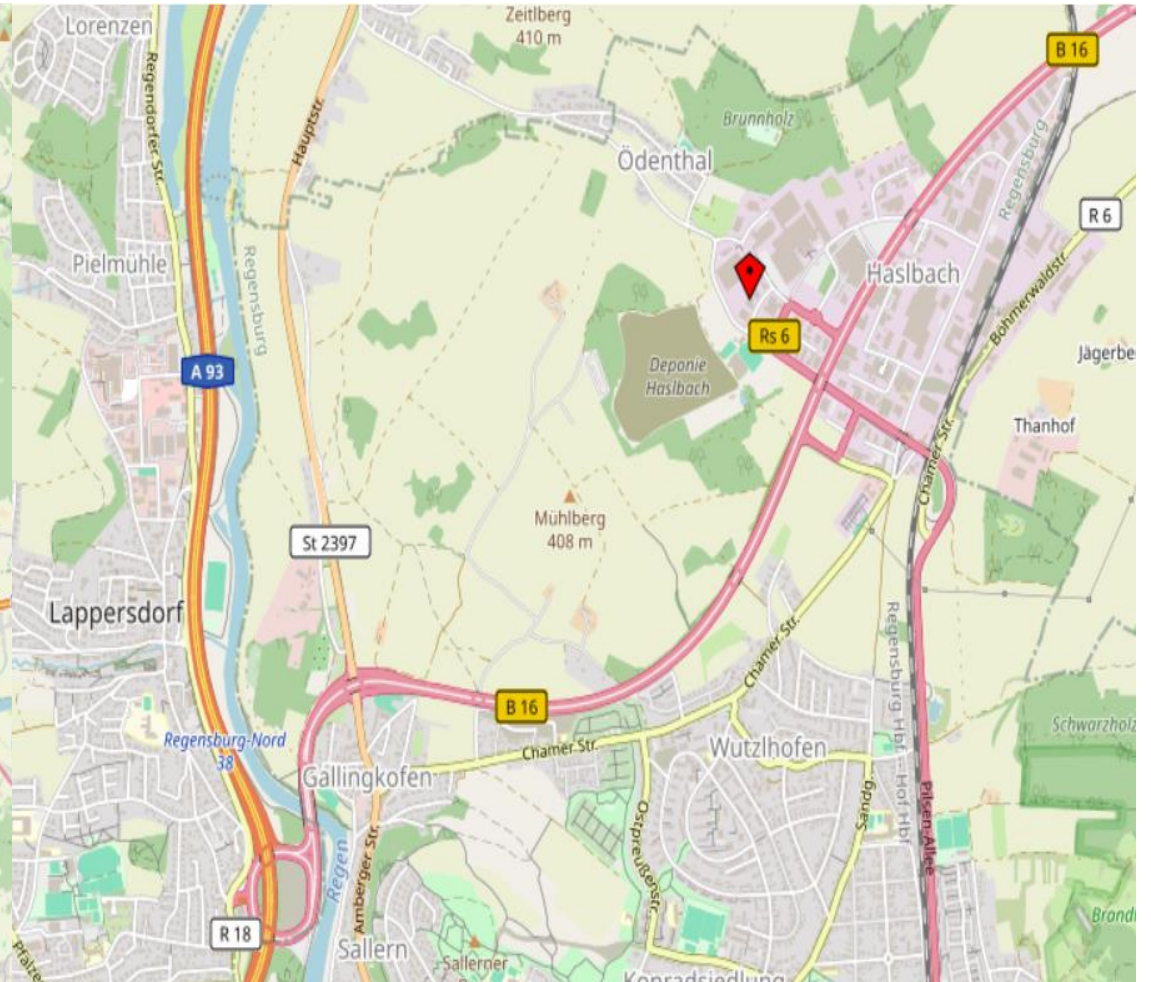 Lorenzen
Zeitlberg
410 m
B 16
Regendorfer Str.
Hauptstr.
Brunnholz
Ödenthal
Regensburg
R 6
Pielmühle
Regensburg
Haslbach
Böhmerwaldstr.
Rs 6
A 93
Deponie
Haslbach
Jägerbe
Thanhof
Chamer Str.
Mühlberg
408 m
St 2397
Lappersdorf
Chamer Str.
Regensburg Hbf - Hof Hbf
B 16
Regensburg-Nord
38
Chamer Str.
Wutzlhofen
Schwarzholz
Gallingkofen
Sandg.
Pilsen-Allee
Ostpreußenstr.
Regen
Amberger Str.
R 18
Sallern
Sallerner
Brandl
Pfalze
Konradsiedlung